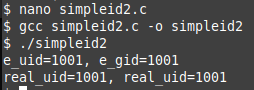 $ nano simpleid2.c
$ gcc simpleid2.c -o simpleid2
$ ./simpleid2
e_uid=1001, e_gid=1001
real_uid=1001, real_uid=1001